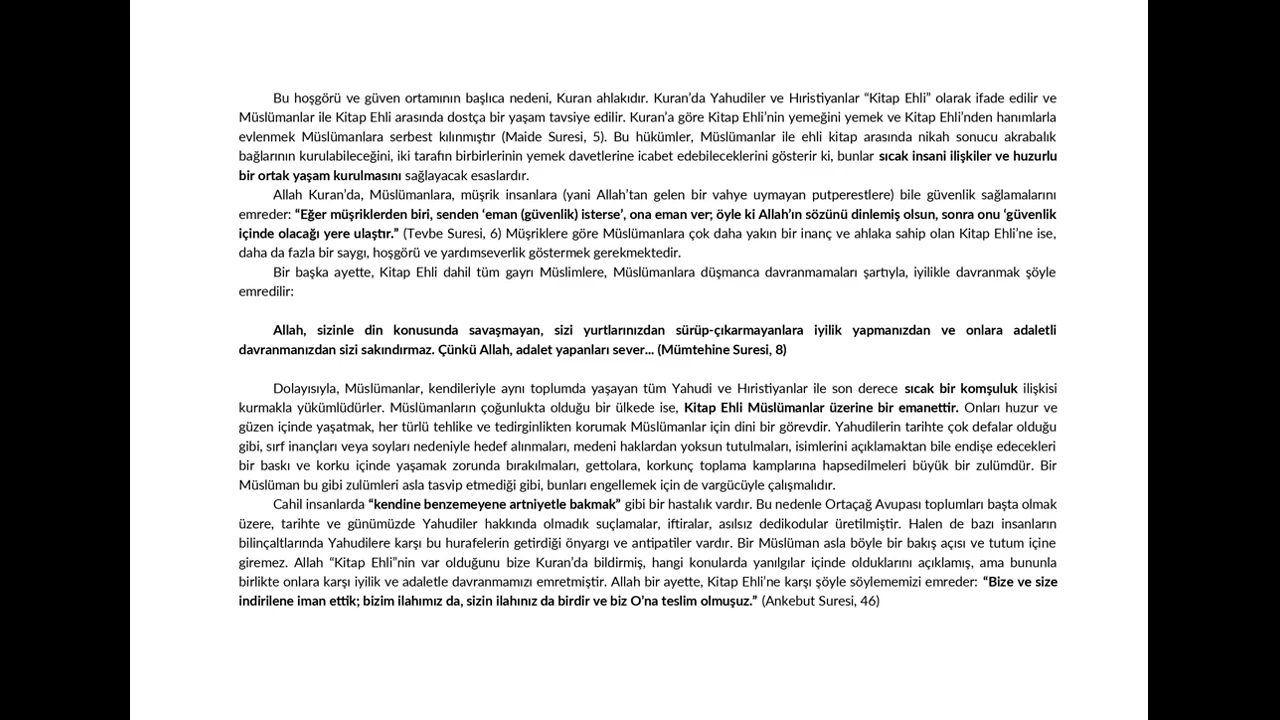 Bu hoşgörü ve güven ortamının başlıca nedeni, Kuran ahlakıdır. Kuran’da Yahudiler ve Hıristiyanlar “Kitap Ehli” olarak ifade edilir ve
Müslümanlar ile Kitap Ehli arasında dostça bir yaşam tavsiye edilir. Kuran’a göre Kitap Ehli’nin yemeğini yemek ve Kitap Ehli’nden hanımlarla
evlenmek Müslümanlara serbest kılınmıştır (Maide Suresi, 5). Bu hükümler, Müslümanlar ile ehli kitap arasında nikah sonucu akrabalık
bağlarının kurulabileceğini, iki tarafın birbirlerinin yemek davetlerine icabet edebileceklerini gösterir ki, bunlar sıcak insani ilişkiler ve huzurlu
bir ortak yaşam kurulmasını sağlayacak esaslardır.
Allah Kuran’da, Müslümanlara, müşrik insanlara (yani Allah’tan gelen bir vahye uymayan putperestlere) bile güvenlik sağlamalarını
emreder: “Eğer müşriklerden biri, senden ‘eman (güvenlik) isterse’, ona eman ver; öyle ki Allah’ın sözünü dinlemiş olsun, sonra onu ‘güvenlik
içinde olacağı yere ulaştır.” (Tevbe Suresi, 6) Müşriklere göre Müslümanlara çok daha yakın bir inanç ve ahlaka sahip olan Kitap Ehli’ne ise,
daha da fazla bir saygı, hoşgörü ve yardımseverlik göstermek gerekmektedir.
Bir başka ayette, Kitap Ehli dahil tüm gayrı Müslimlere, Müslümanlara düşmanca davranmamaları şartıyla, iyilikle davranmak şöyle
emredilir:
Allah, sizinle din konusunda savaşmayan, sizi yurtlarınızdan sürüp-çıkarmayanlara iyilik yapmanızdan ve onlara adaletli
davranmanızdan sizi sakındırmaz. Çünkü Allah, adalet yapanları sever... (Mümtehine Suresi, 8)
Dolayısıyla, Müslümanlar, kendileriyle aynı toplumda yaşayan tüm Yahudi ve Hıristiyanlar ile son derece sıcak bir komşuluk ilişkisi
kurmakla yükümlüdürler. Müslümanların çoğunlukta olduğu bir ülkede ise, Kitap Ehli Müslümanlar üzerine bir emanettir. Onları huzur ve
güzen içinde yaşatmak, her türlü tehlike ve tedirginlikten korumak Müslümanlar için dini bir görevdir. Yahudilerin tarihte çok defalar olduğu
gibi, sırf inançları veya soyları nedeniyle hedef alınmaları, medeni haklardan yoksun tutulmaları, isimlerini açıklamaktan bile endişe edecekleri
bir baskı ve korku içinde yaşamak zorunda bırakılmaları, gettolara, korkunç toplama kamplarına hapsedilmeleri büyük bir zulümdür. Bir
Müslüman bu gibi zulümleri asla tasvip etmediği gibi, bunları engellemek için de vargücüyle çalışmalıdır.
Cahil insanlarda “kendine benzemeyene artniyetle bakmak” gibi bir hastalık vardır. Bu nedenle Ortaçağ Avupası toplumları başta olmak
üzere, tarihte ve günümüzde Yahudiler hakkında olmadık suçlamalar, iftiralar, asılsız dedikodular üretilmiştir. Halen de bazı insanların
bilinçaltlarında Yahudilere karşı bu hurafelerin getirdiği önyargı ve antipatiler vardır. Bir Müslüman asla böyle bir bakış açısı ve tutum içine
giremez. Allah “Kitap Ehli”nin var olduğunu bize Kuran’da bildirmiş, hangi konularda yanılgılar içinde olduklarını açıklamış, ama bununla
birlikte onlara karşı iyilik ve adaletle davranmamızı emretmiştir. Allah bir ayette, Kitap Ehli’ne karşı şöyle söylememizi emreder: “Bize ve size
indirilene iman ettik; bizim ilahımız da, sizin ilahınız da birdir ve biz O’na teslim olmuşuz.” (Ankebut Suresi, 46)